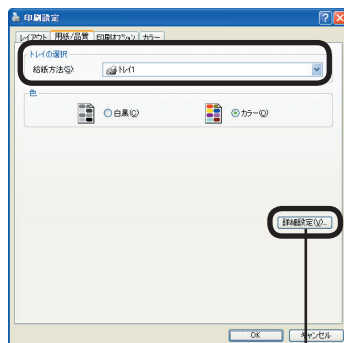 印刷設定
レイアウト 用紙/品質 印刷オプション カラー
トレイの選択
給紙方法(S): トレイ1
色
白黒(C) カラー(O)
詳細設定(V)...
OK キャンセル